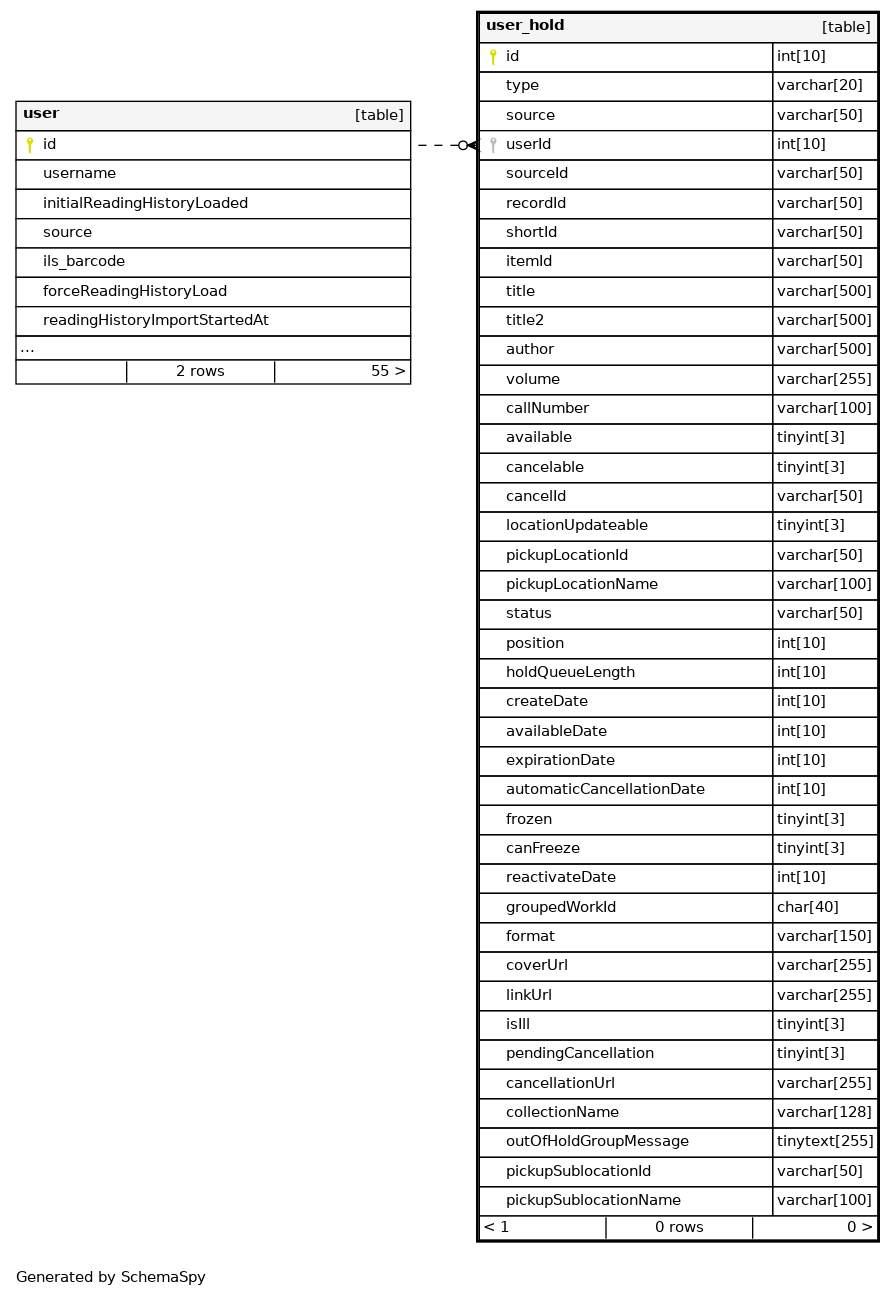 user [table]
id
username
initialReadingHistoryLoaded
source
ils_barcode
forceReadingHistoryLoad
readingHistoryImportStartedAt
...
2 rows 55 >
user_hold [table]
id int[10]
type varchar[20]
source varchar[50]
userId int[10]
sourceId varchar[50]
recordId varchar[50]
shortId varchar[50]
itemId varchar[50]
title varchar[500]
title2 varchar[500]
author varchar[500]
volume varchar[255]
callNumber varchar[100]
available tinyint[3]
cancelable tinyint[3]
cancelId varchar[50]
locationUpdateable tinyint[3]
pickupLocationId varchar[50]
pickupLocationName varchar[100]
status varchar[50]
position int[10]
holdQueueLength int[10]
createDate int[10]
availableDate int[10]
expirationDate int[10]
automaticCancellationDate int[10]
frozen tinyint[3]
canFreeze tinyint[3]
reactivateDate int[10]
groupedWorkId char[40]
format varchar[150]
coverUrl varchar[255]
linkUrl varchar[255]
isIll tinyint[3]
pendingCancellation tinyint[3]
cancellationUrl varchar[255]
collectionName varchar[128]
outOfHoldGroupMessage tinytext[255]
pickupSublocationId varchar[50]
pickupSublocationName varchar[100]
< 1 0 rows 0 >
Generated by SchemaSpy